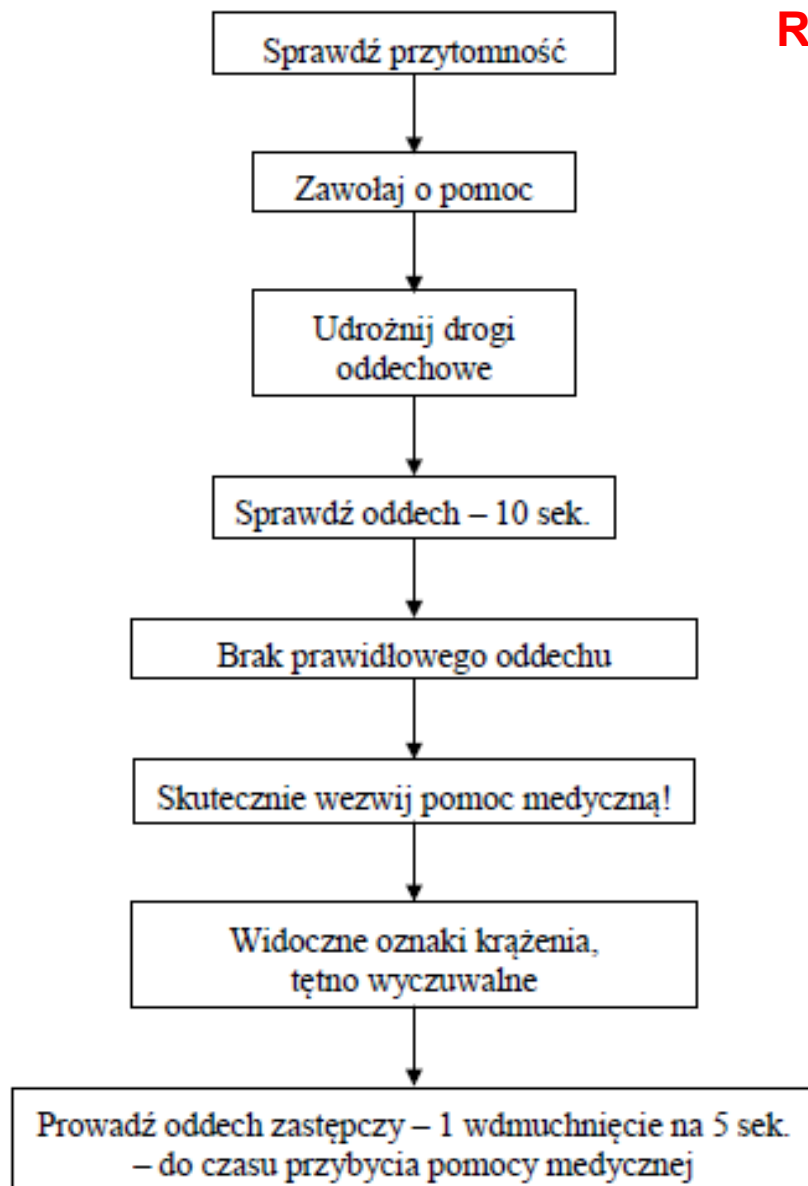 R
Sprawdź przytomność
Zawołaj o pomoc
Udrożnij drogi
oddechowe
Sprawdź oddech – 10 sek.
Brak prawidłowego oddechu
Skutecznie wezwij pomoc medyczną!
Widoczne oznaki krążenia,
tętno wyczuwalne
Prowadź oddech zastępczy – 1 wdmuchnięcie na 5 sek.
– do czasu przybycia pomocy medycznej